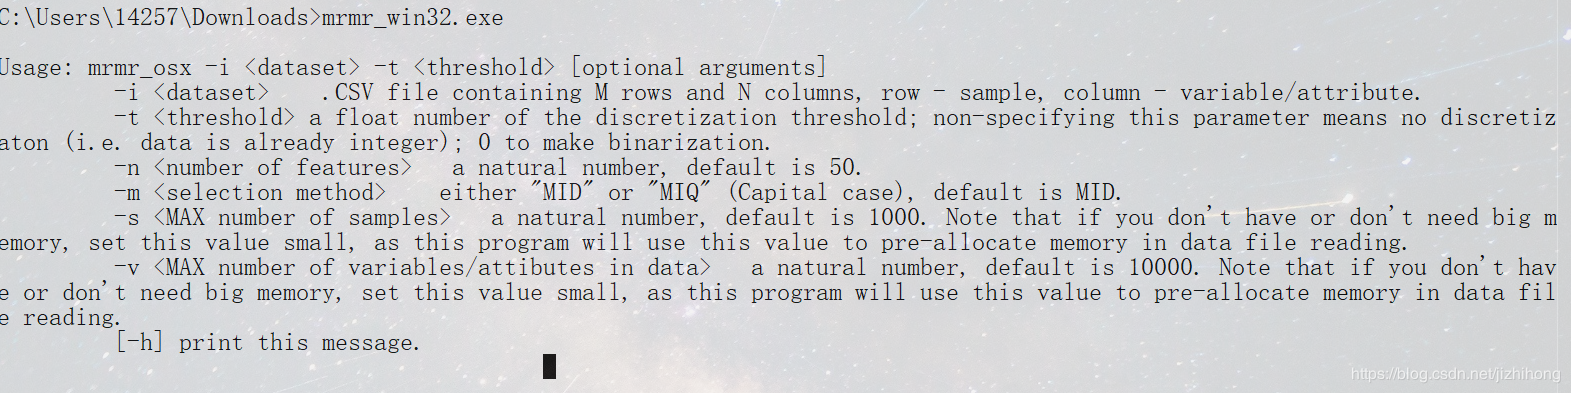 C:\Users\14257\Downloads>mrmr_win32.exe
Usage: mrmr_osx -i <dataset> -t <threshold> [optional arguments]
-i <dataset> .CSV file containing M rows and N columns, row - sample, column - variable/attribute.
-t <threshold> a float number of the discretization threshold; non-specifying this parameter means no discretiz
aton (i.e. data is already integer); 0 to make binarization.
-n <number of features> a natural number, default is 50.
-m <selection method> either "MID" or "MIQ" (Capital case), default is MID.
-s <MAX number of samples> a natural number, default is 1000. Note that if you don't have or don't need big m
emory, set this value small, as this program will use this value to pre-allocate memory in data file reading.
-v <MAX number of variables/attibutes in data> a natural number, default is 10000. Note that if you don't hav
e or don't need big memory, set this value small, as this program will use this value to pre-allocate memory in data fil
e reading.
[-h] print this message.
https://blog.csdn.net/jizhihong